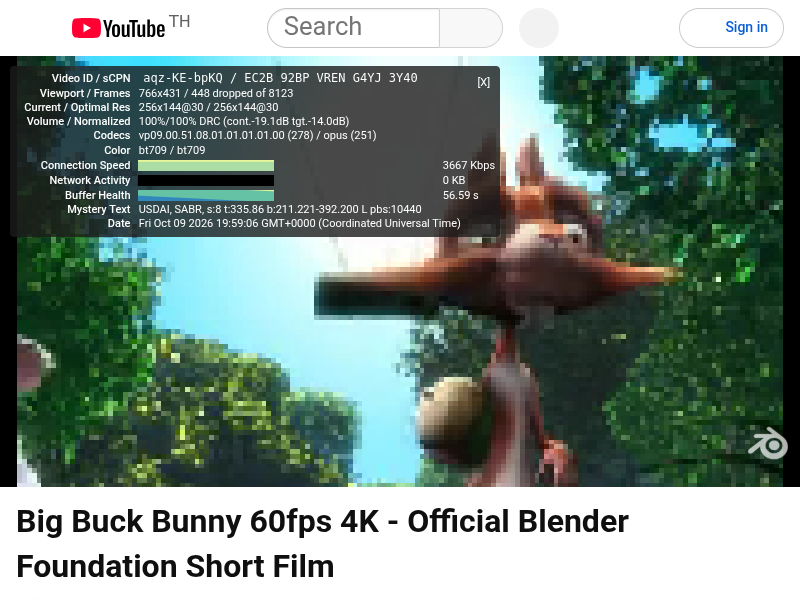 YouTube TH
Search
Sign in
Video ID / sCPN aqz-KE-bpKQ / EC2B 92BP VREN G4YJ 3Y40
[X]
Viewport / Frames 766x431 / 448 dropped of 8123
Current / Optimal Res 256x144@30 / 256x144@30
Volume / Normalized 100%/100% DRC (cont.-19.1dB tgt.-14.0dB)
Codecs vp09.00.51.08.01.01.01.01.00 (278) / opus (251)
Color bt709 / bt709
Connection Speed 3667 Kbps
Network Activity 0 KB
Buffer Health 56.59 s
Mystery Text USDAI, SABR, s:8 t:335.86 b:211.221-392.200 L pbs:10440
Date Fri Oct 09 2026 19:59:06 GMT+0000 (Coordinated Universal Time)
Big Buck Bunny 60fps 4K - Official Blender
Foundation Short Film